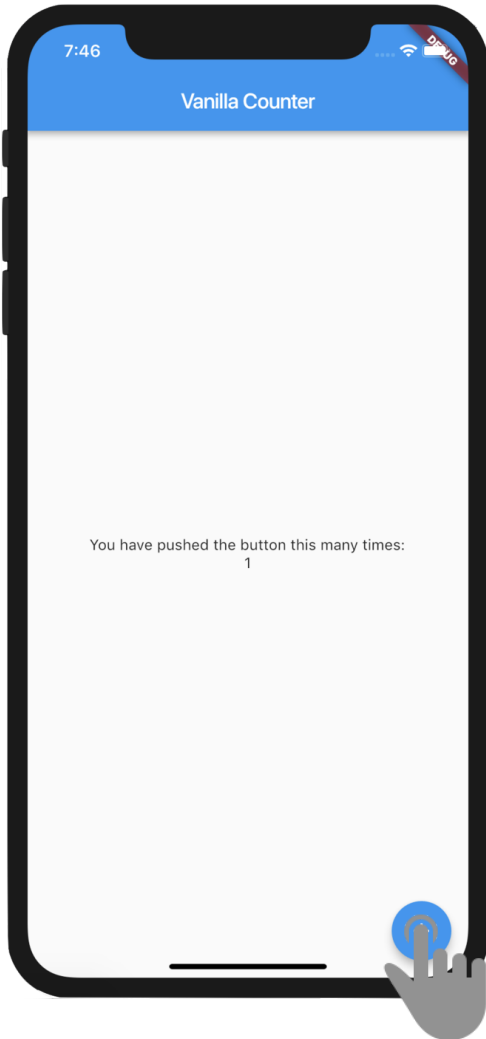 7:46
DEBUG
Vanilla Counter
You have pushed the button this many times:
1